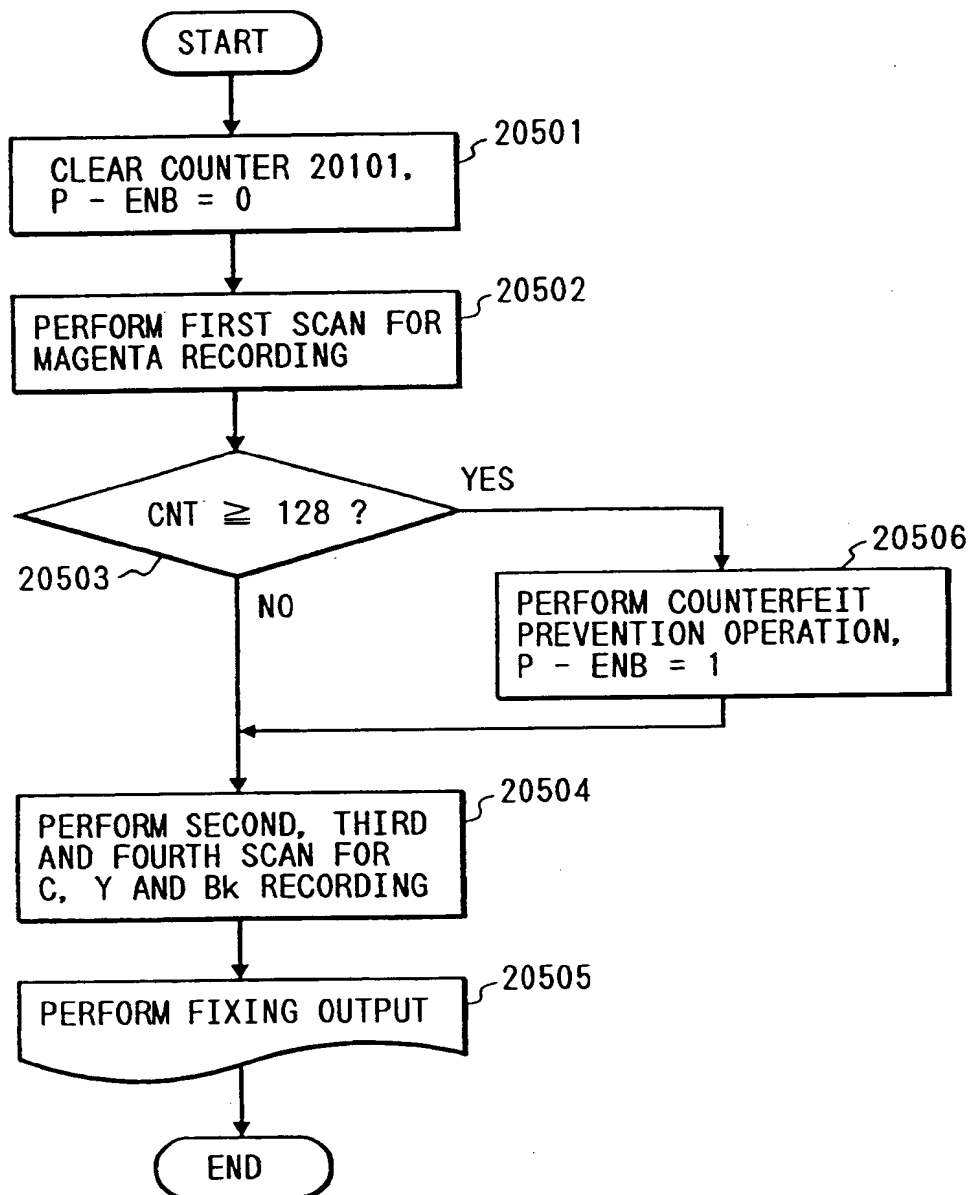 START
20501
CLEAR COUNTER 20101,
P - ENB = 0
20502
PERFORM FIRST SCAN FOR
MAGENTA RECORDING
CNT ≧ 128 ?
YES
20503
NO
20506
PERFORM COUNTERFEIT
PREVENTION OPERATION,
P - ENB = 1
20504
PERFORM SECOND, THIRD
AND FOURTH SCAN FOR
C, Y AND Bk RECORDING
20505
PERFORM FIXING OUTPUT
END